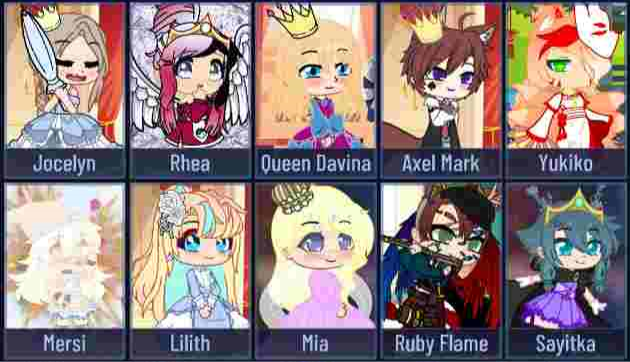 Jocelyn
Rhea
Queen Davina
Axel Mark
Yukiko
Mersi
Lilith
Mia
Ruby Flame
Sayitka